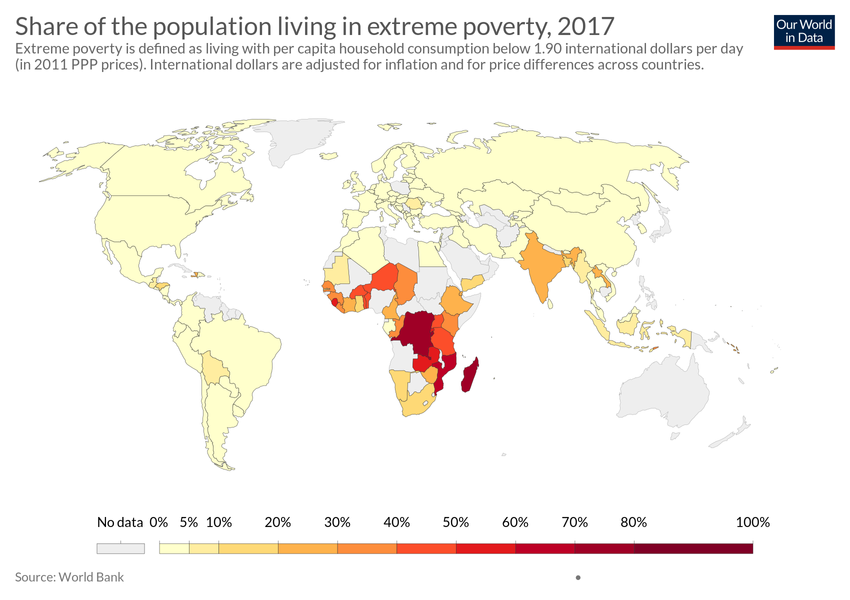 Share of the population living in extreme poverty, 2017
Our World
in Data
Extreme poverty is defined as living with per capita household consumption below 1.90 international dollars per day
(in 2011 PPP prices). International dollars are adjusted for inflation and for price differences across countries.
No data 0% 5% 10% 20% 30% 40% 50% 60% 70% 80% 100%
Source: World Bank